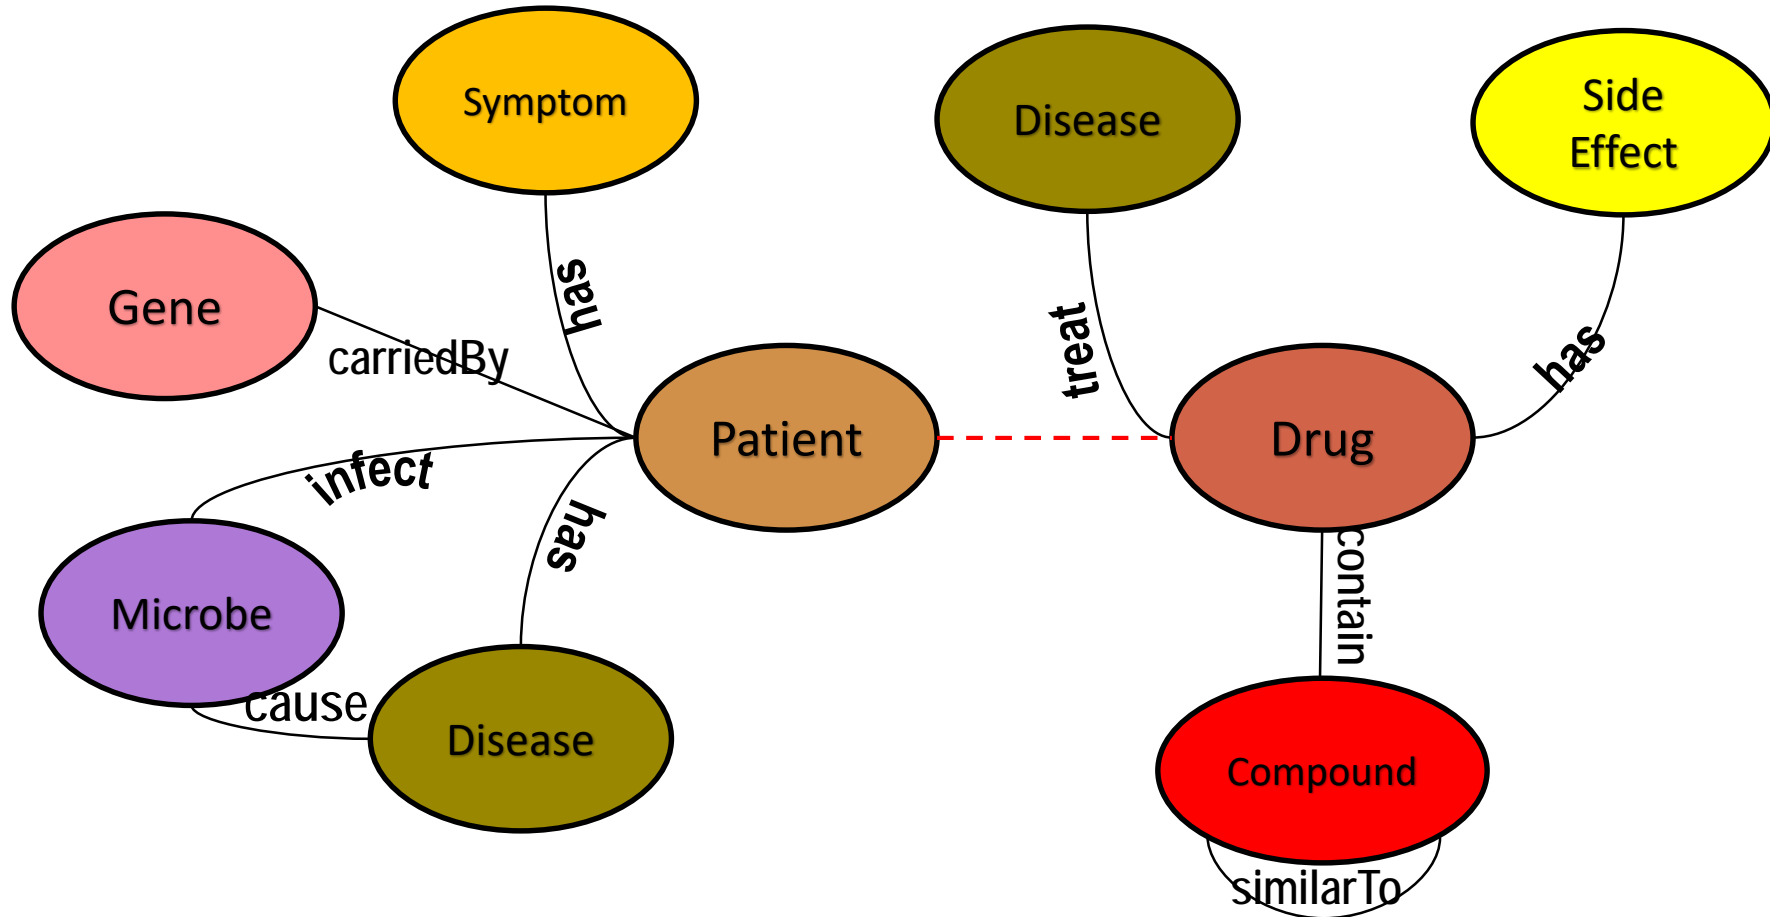 Symptom
Disease
Side
Effect
has
Gene
carriedBy
treat
has
Patient
Drug
infect
has
contain
Microbe
cause
Disease
Compound
similarTo